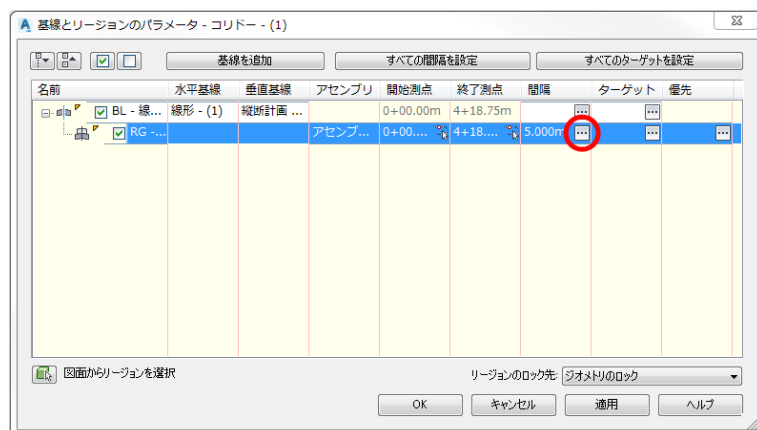 基線とリージョンのパラメータ - コリドー - (1)
基線を追加 すべての間隔を設定 すべてのターゲットを設定
名前 水平基線 垂直基線 アセンブリ 開始測点 終了測点 間隔 ターゲット 優先
BL - 線... 線形 - (1) 縦断計画 ... 0+00.00m 4+18.75m ... ...
RG -... アセンブ... 0+00.... 4+18.... 5.000m ... ... ...
図面からリージョンを選択 リージョンのロック先: ジオメトリのロック
OK キャンセル 適用 ヘルプ